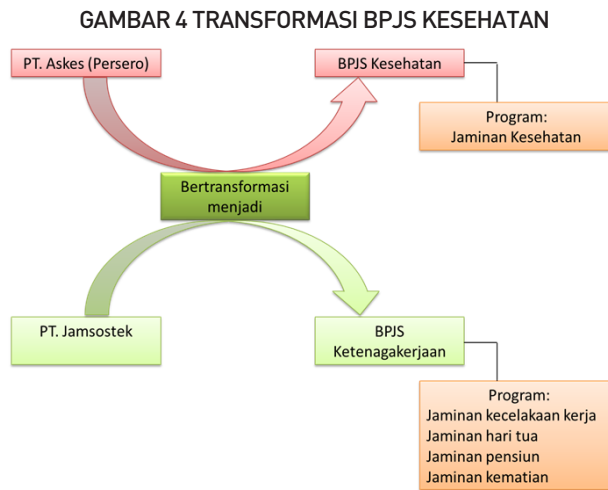 GAMBAR 4 TRANSFORMASI BPJS KESEHATAN
PT. Askes (Persero)
BPJS Kesehatan
Program:
Jaminan Kesehatan
Bertransformasi
menjadi
PT. Jamsostek
BPJS
Ketenagakerjaan
Program:
Jaminan kecelakaan kerja
Jaminan hari tua
Jaminan pensiun
Jaminan kematian